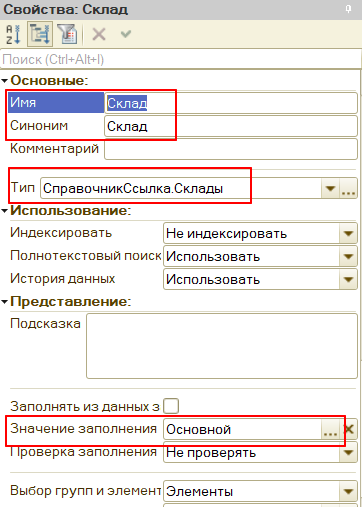 Свойства: Склад
Поиск (Ctrl+Alt+I)
Основные:
Имя Склад
Синоним Склад
Комментарий
Тип СправочникСсылка.Склады ...
Использование:
Индексировать Не индексировать
Полнотекстовый поиск Использовать
История данных Использовать
Представление:
Подсказка
Заполнять из данных з
Значение заполнения Основной ...
Проверка заполнения Не проверять
Выбор групп и элемент Элементы